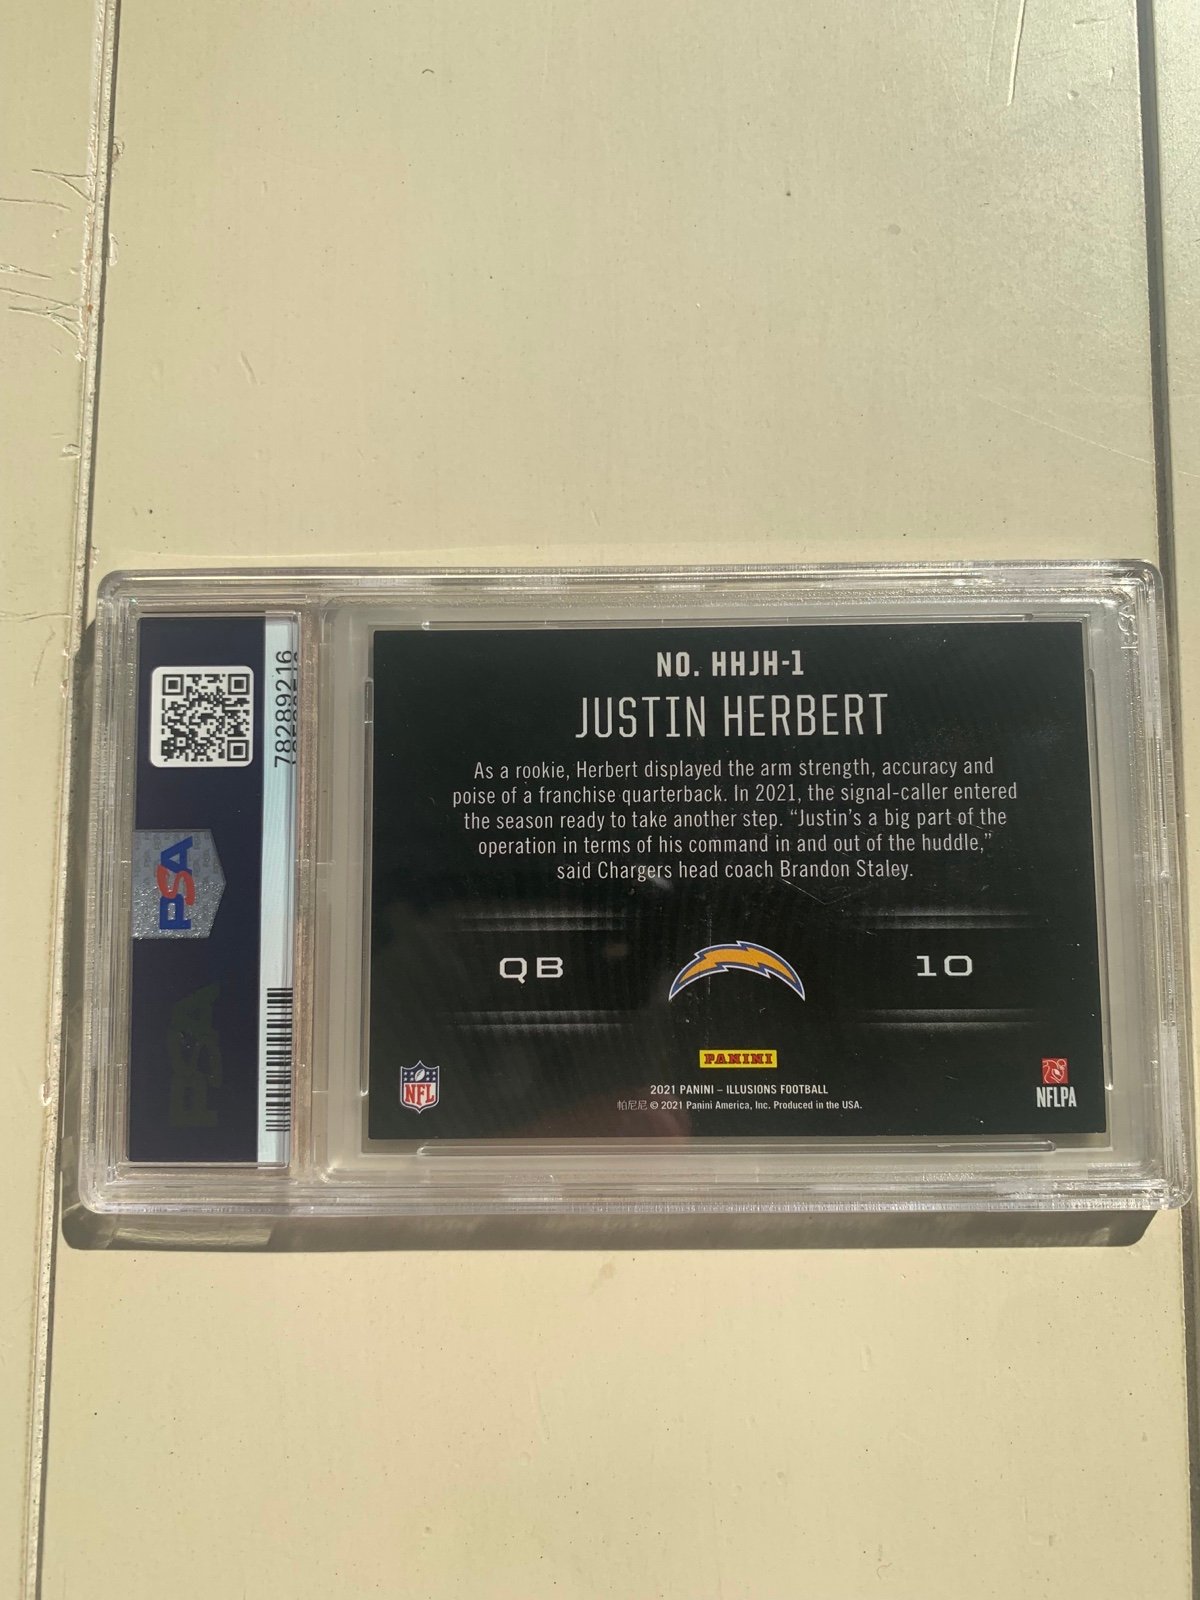 NO. HHJH-1
JUSTIN HERBERT
As a rookie, Herbert displayed the arm strength, accuracy and
poise of a franchise quarterback. In 2021, the signal-caller entered
the season ready to take another step. “Justin’s a big part of the
operation in terms of his command in and out of the huddle,”
said Chargers head coach Brandon Staley.
QB
10
PANINI
2021 PANINI – ILLUSIONS FOOTBALL
帕尼尼 © 2021 Panini America, Inc. Produced in the USA.
NFL
NFLPA
78289216
PSA
PSA